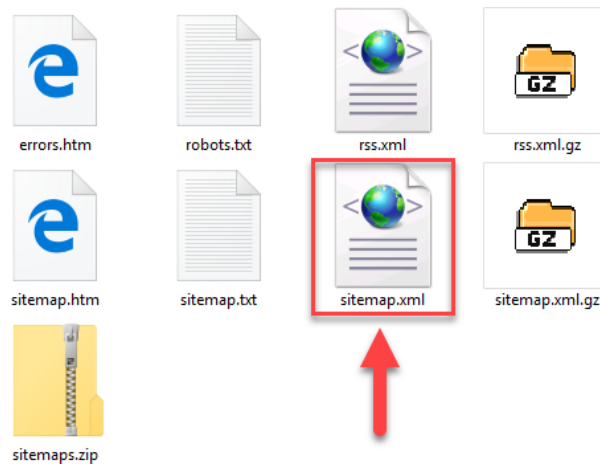 GZ
errors.htm
robots.txt
rss.xml
rss.xml.gz
GZ
sitemap.htm
sitemap.txt
sitemap.xml
sitemap.xml.gz
sitemaps.zip